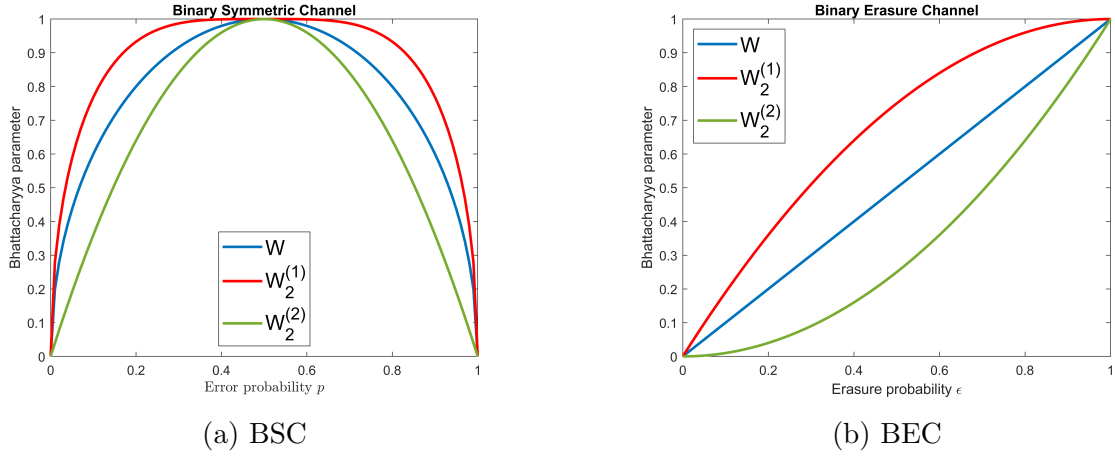 Binary Symmetric Channel
1
0.9
0.8
0.7
0.6
0.5
0.4
0.3
0.2
0.1
0
Bhattacharyya parameter
W
W_2^{(1)}
W_2^{(2)}
0 0.2 0.4 0.6 0.8 1
Error probability p
(a) BSC
Binary Erasure Channel
1
0.9
0.8
0.7
0.6
0.5
0.4
0.3
0.2
0.1
0
Bhattacharyya parameter
W
W_2^{(1)}
W_2^{(2)}
0 0.2 0.4 0.6 0.8 1
Erasure probability ϵ
(b) BEC